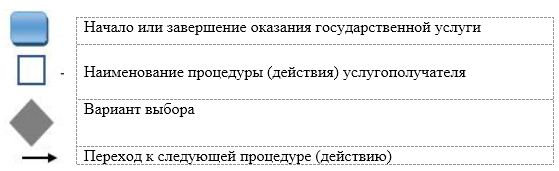 Начало или завершение оказания государственной услуги
- Наименование процедуры (действия) услугополучателя
Вариант выбора
Переход к следующей процедуре (действию)